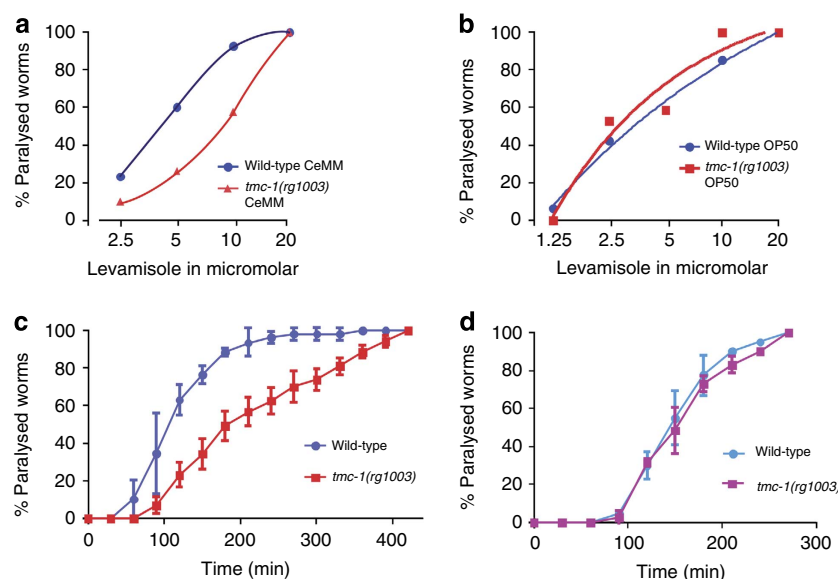 a
% Paralysed worms
100
80
60
40
20
0
2.5 5 10 20
Levamisole in micromolar
Wild-type CeMM
tmc-1(rg1003)
CeMM
b
% Paralysed worms
100
80
60
40
20
0
1.25 2.5 5 10 20
Levamisole in micromolar
Wild-type OP50
tmc-1(rg1003)
OP50
c
% Paralysed worms
100
80
60
40
20
0
0 100 200 300 400
Time (min)
Wild-type
tmc-1(rg1003)
d
% Paralysed worms
100
80
60
40
20
0
0 100 200 300
Time (min)
Wild-type
tmc-1(rg1003)